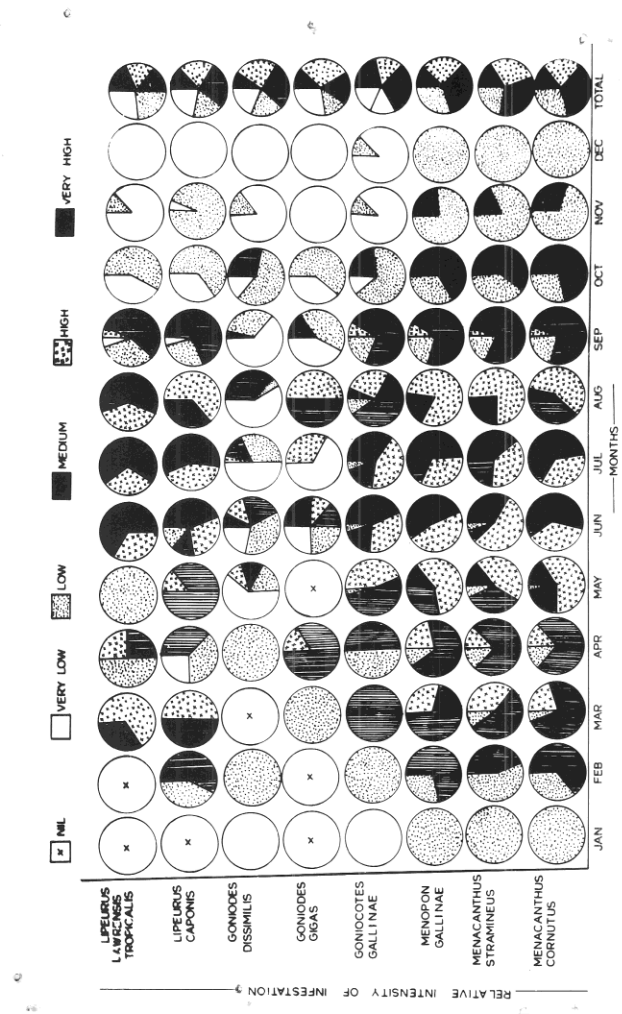 NIL
VERY LOW
LOW
MEDIUM
HIGH
VERY HIGH
LIPEURUS
LAWRENSIS
TROPICALIS
LIPEURUS
CAPONIS
GONIODES
DISSIMILIS
GONIODES
GIGAS
GONIOCOTES
GALLINAE
MENOPON
GALLINAE
MENACANTHUS
STRAMINEUS
MENACANTHUS
CORNUTUS
RELATIVE INTENSITY OF INFESTATION
JAN
FEB
MAR
APR
MAY
JUN
JUL
AUG
SEP
OCT
NOV
DEC
TOTAL
MONTHS